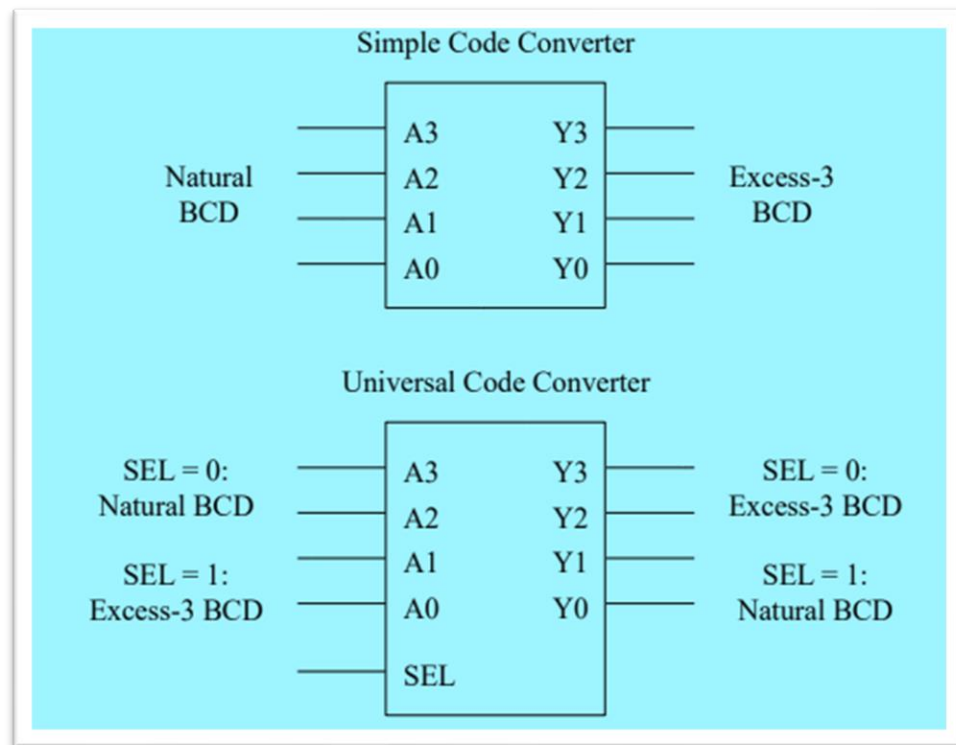 Simple Code Converter
A3 Y3
Natural A2 Y2 Excess-3
BCD A1 Y1 BCD
A0 Y0
Universal Code Converter
SEL = 0: A3 Y3 SEL = 0:
Natural BCD A2 Y2 Excess-3 BCD
SEL = 1: A1 Y1 SEL = 1:
Excess-3 BCD A0 Y0 Natural BCD
SEL